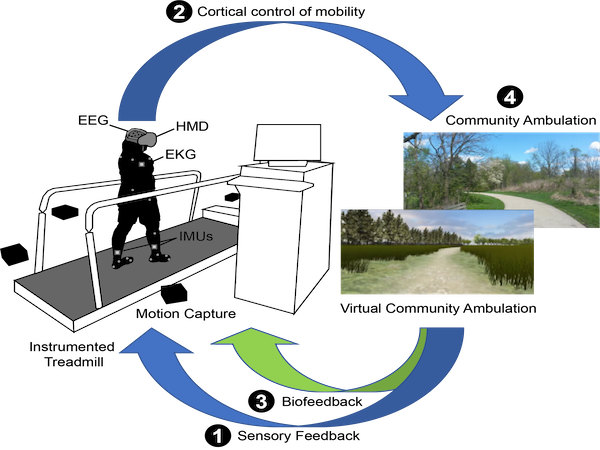 2 Cortical control of mobility
4
Community Ambulation
EEG
HMD
EKG
IMUs
Virtual Community Ambulation
Motion Capture
Instrumented
Treadmill
3 Biofeedback
1 Sensory Feedback